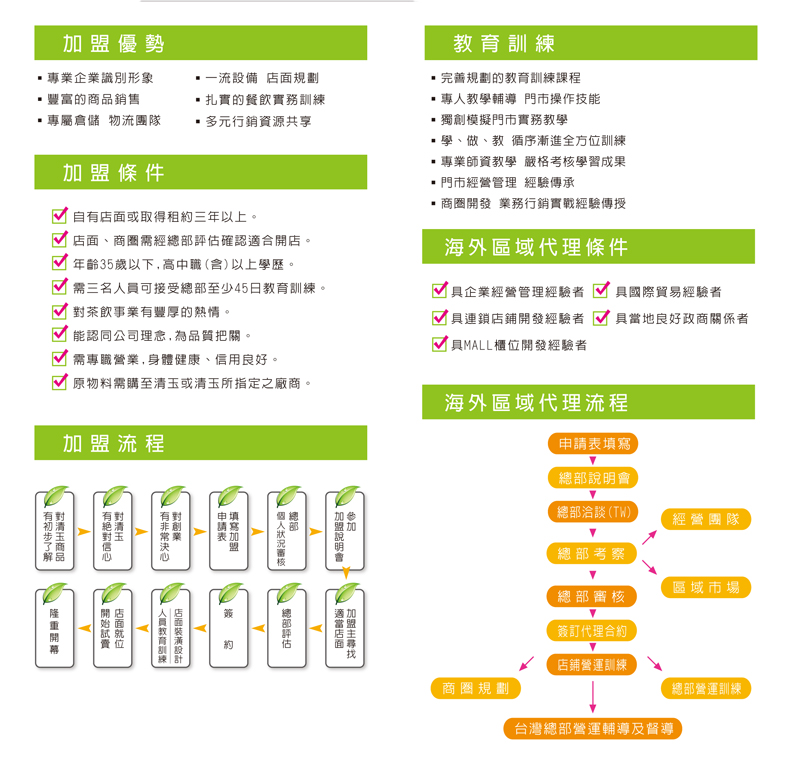 加盟優勢
▪ 專業企業識別形象
▪ 豐富的商品銷售
▪ 專屬倉儲 物流團隊
▪ 一流設備 店面規劃
▪ 扎實的餐飲實務訓練
▪ 多元行銷資源共享
加盟條件
自有店面或取得租約三年以上。
店面、商圈需經總部評估確認適合開店。
年齡35歲以下,高中職(含)以上學歷。
需三名人員可接受總部至少45日教育訓練。
對茶飲事業有豐厚的熱情。
能認同公司理念,為品質把關。
需專職營業,身體健康、信用良好。
原物料需購至清玉或清玉所指定之廠商。
加盟流程
對清玉商品
有初步了解
對清玉
有絕對信心
對創業
有非常決心
填寫加盟
申請表
總部
個人狀況審核
參加
加盟說明會
加盟主尋找
適當店面
總部評估
簽約
店面裝潢設計
人員教育訓練
店面就位
開始試賣
隆重開幕
教育訓練
▪ 完善規劃的教育訓練課程
▪ 專人教學輔導 門市操作技能
▪ 獨創模擬門市實務教學
▪ 學、做、教 循序漸進全方位訓練
▪ 專業師資教學 嚴格考核學習成果
▪ 門市經營管理 經驗傳承
▪ 商圈開發 業務行銷實戰經驗傳授
海外區域代理條件
具企業經營管理經驗者
具國際貿易經驗者
具連鎖店鋪開發經驗者
具當地良好政商關係者
具MALL櫃位開發經驗者
海外區域代理流程
申請表填寫
總部說明會
總部洽談(TW)
總部考察
經營團隊
區域市場
總部審核
簽訂代理合約
店鋪營運訓練
商圈規劃
總部營運訓練
台灣總部營運輔導及督導